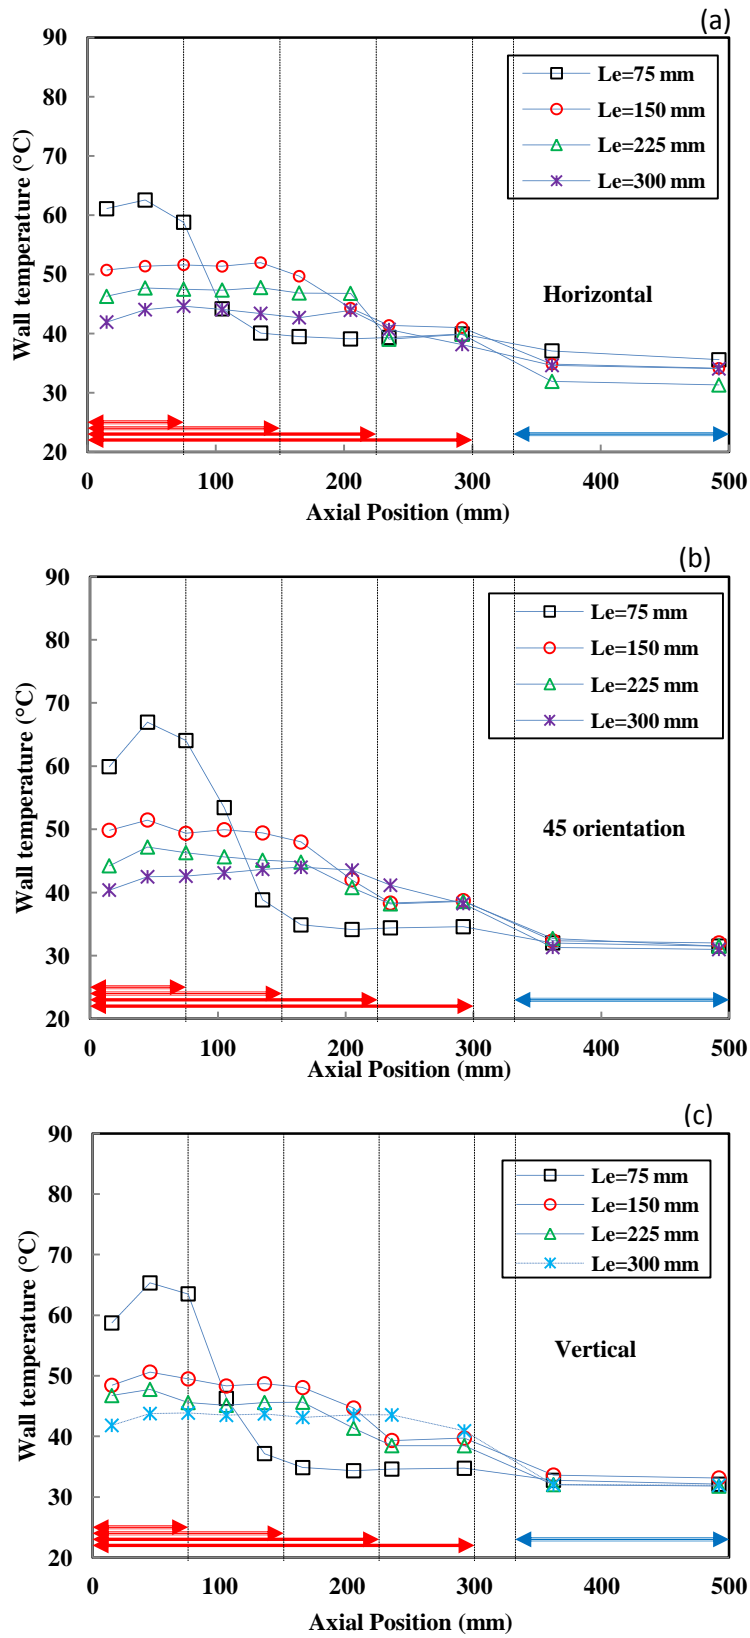 (a)
90
80
70
60
50
40
30
20
Wall temperature (°C)
Le=75 mm
Le=150 mm
Le=225 mm
Le=300 mm
Horizontal
0 100 200 300 400 500
Axial Position (mm)
(b)
90
80
70
60
50
40
30
20
Wall temperature (°C)
Le=75 mm
Le=150 mm
Le=225 mm
Le=300 mm
45 orientation
0 100 200 300 400 500
Axial Position (mm)
(c)
90
80
70
60
50
40
30
20
Wall temperature (°C)
Le=75 mm
Le=150 mm
Le=225 mm
Le=300 mm
Vertical
0 100 200 300 400 500
Axial Position (mm)